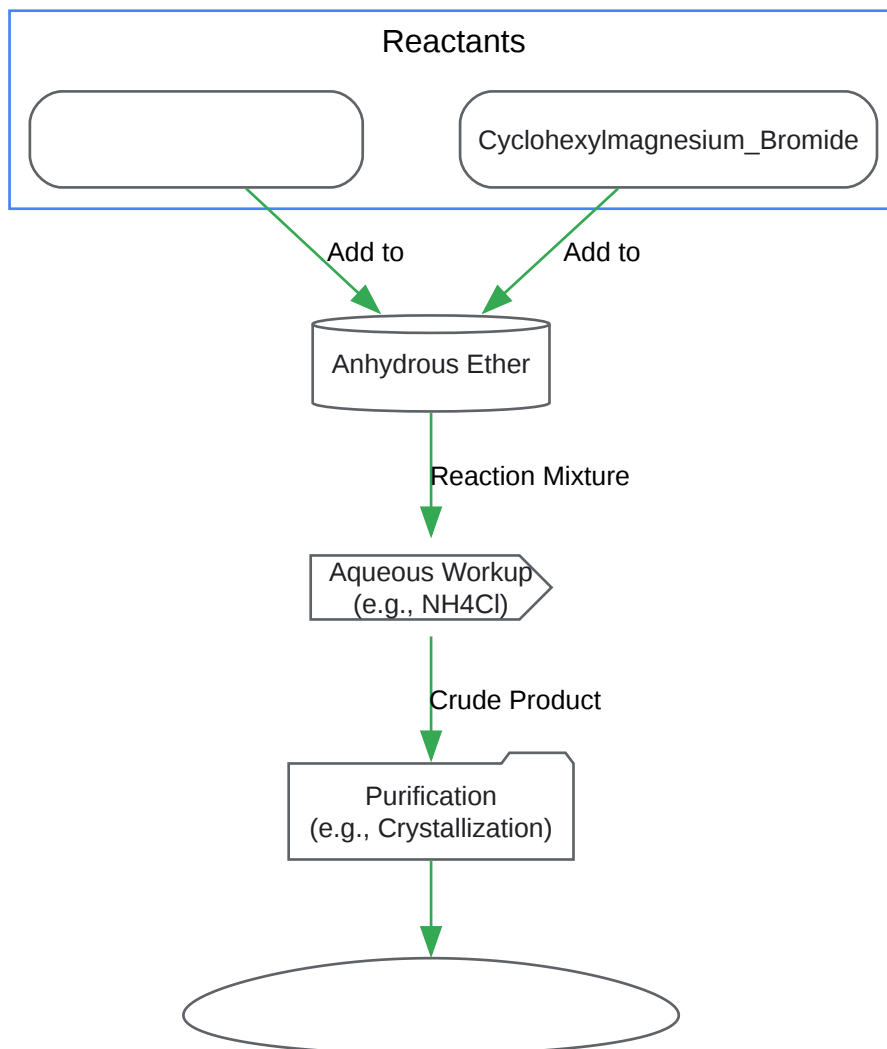 Reactants
Cyclohexylmagnesium_Bromide
Add to
Add to
Anhydrous Ether
Reaction Mixture
Aqueous Workup
(e.g., NH4Cl)
Crude Product
Purification
(e.g., Crystallization)